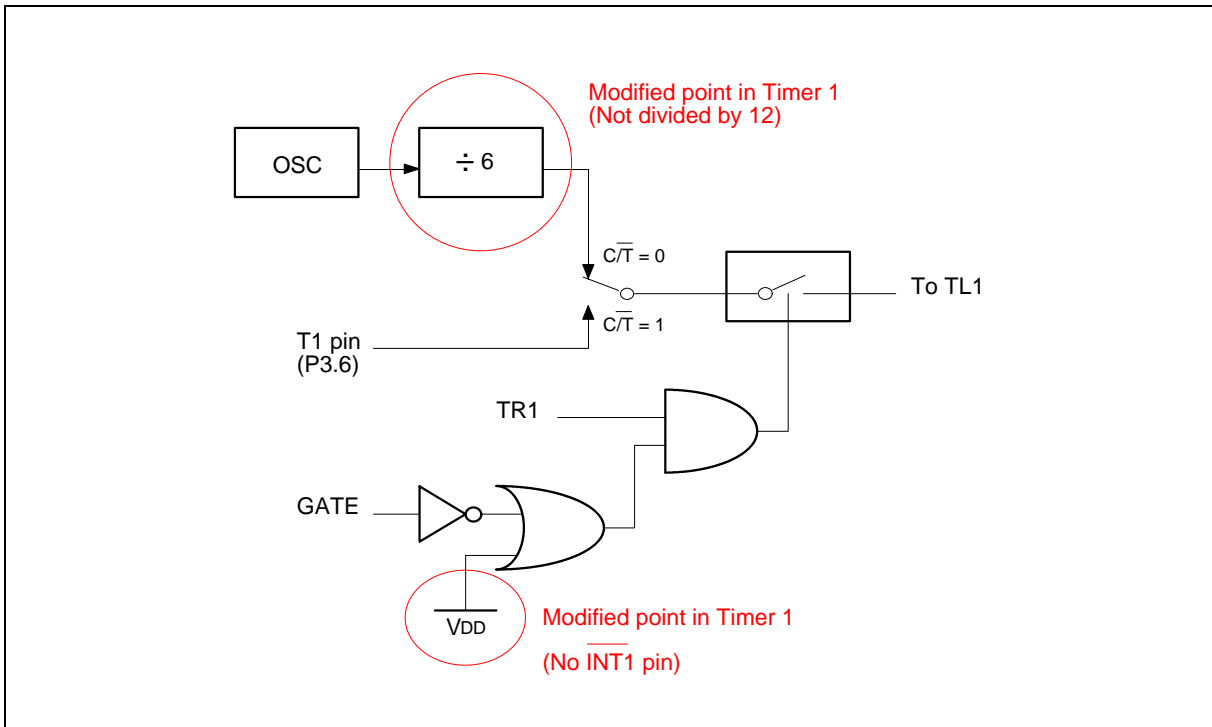 Modified point in Timer 1
(Not divided by 12)
OSC
÷ 6
C/T̅ = 0
To TL1
C/T̅ = 1
T1 pin
(P3.6)
TR1
GATE
VDD
Modified point in Timer 1
(No I̅N̅T̅1̅ pin)